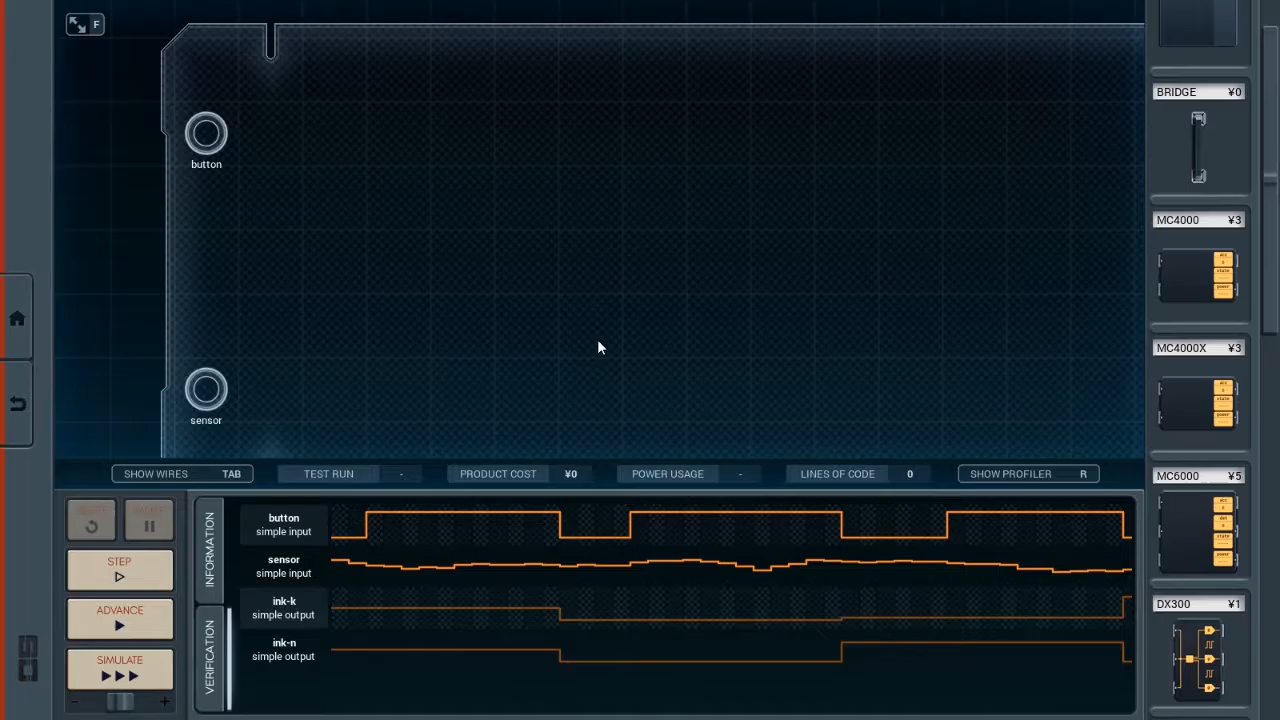 F
BRIDGE ¥0
button
MC4000 ¥3
MC4000X ¥3
sensor
SHOW WIRES TAB
TEST RUN -
PRODUCT COST ¥0
POWER USAGE -
LINES OF CODE 0
SHOW PROFILER R
MC6000 ¥5
INFORMATION
VERIFICATION
STEP
ADVANCE
SIMULATE
- +
button
simple input
sensor
simple input
ink-k
simple output
ink-n
simple output
DX300 ¥1